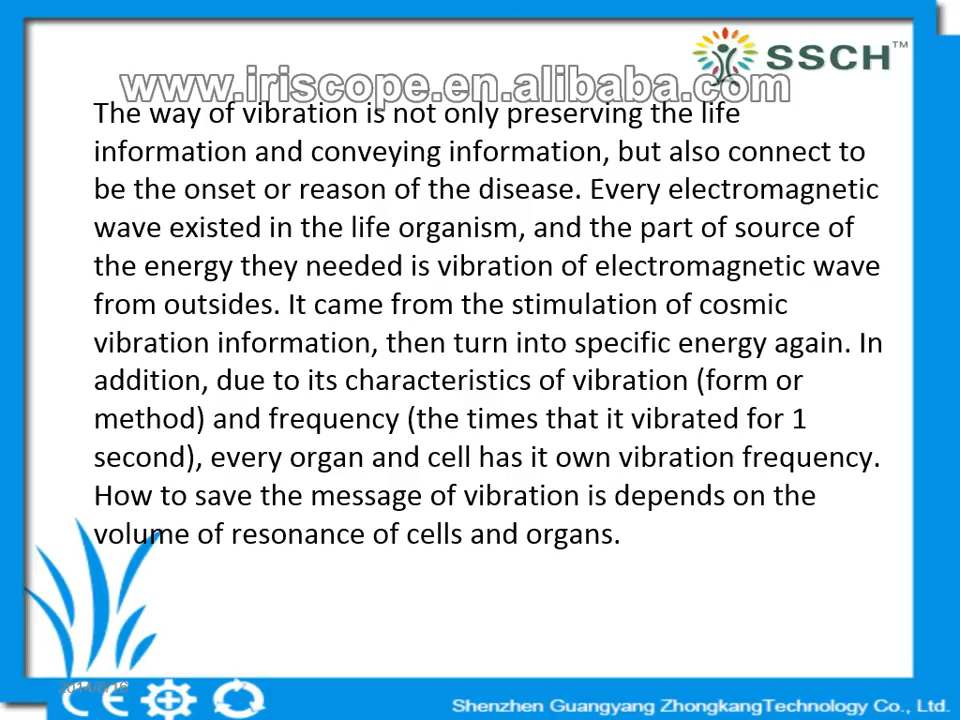 SSCH™
www.iriscope.en.alibaba.com
The way of vibration is not only preserving the life
information and conveying information, but also connect to
be the onset or reason of the disease. Every electromagnetic
wave existed in the life organism, and the part of source of
the energy they needed is vibration of electromagnetic wave
from outsides. It came from the stimulation of cosmic
vibration information, then turn into specific energy again. In
addition, due to its characteristics of vibration (form or
method) and frequency (the times that it vibrated for 1
second), every organ and cell has it own vibration frequency.
How to save the message of vibration is depends on the
volume of resonance of cells and organs.
CE
Shenzhen Guangyang ZhongkangTechnology Co., Ltd.